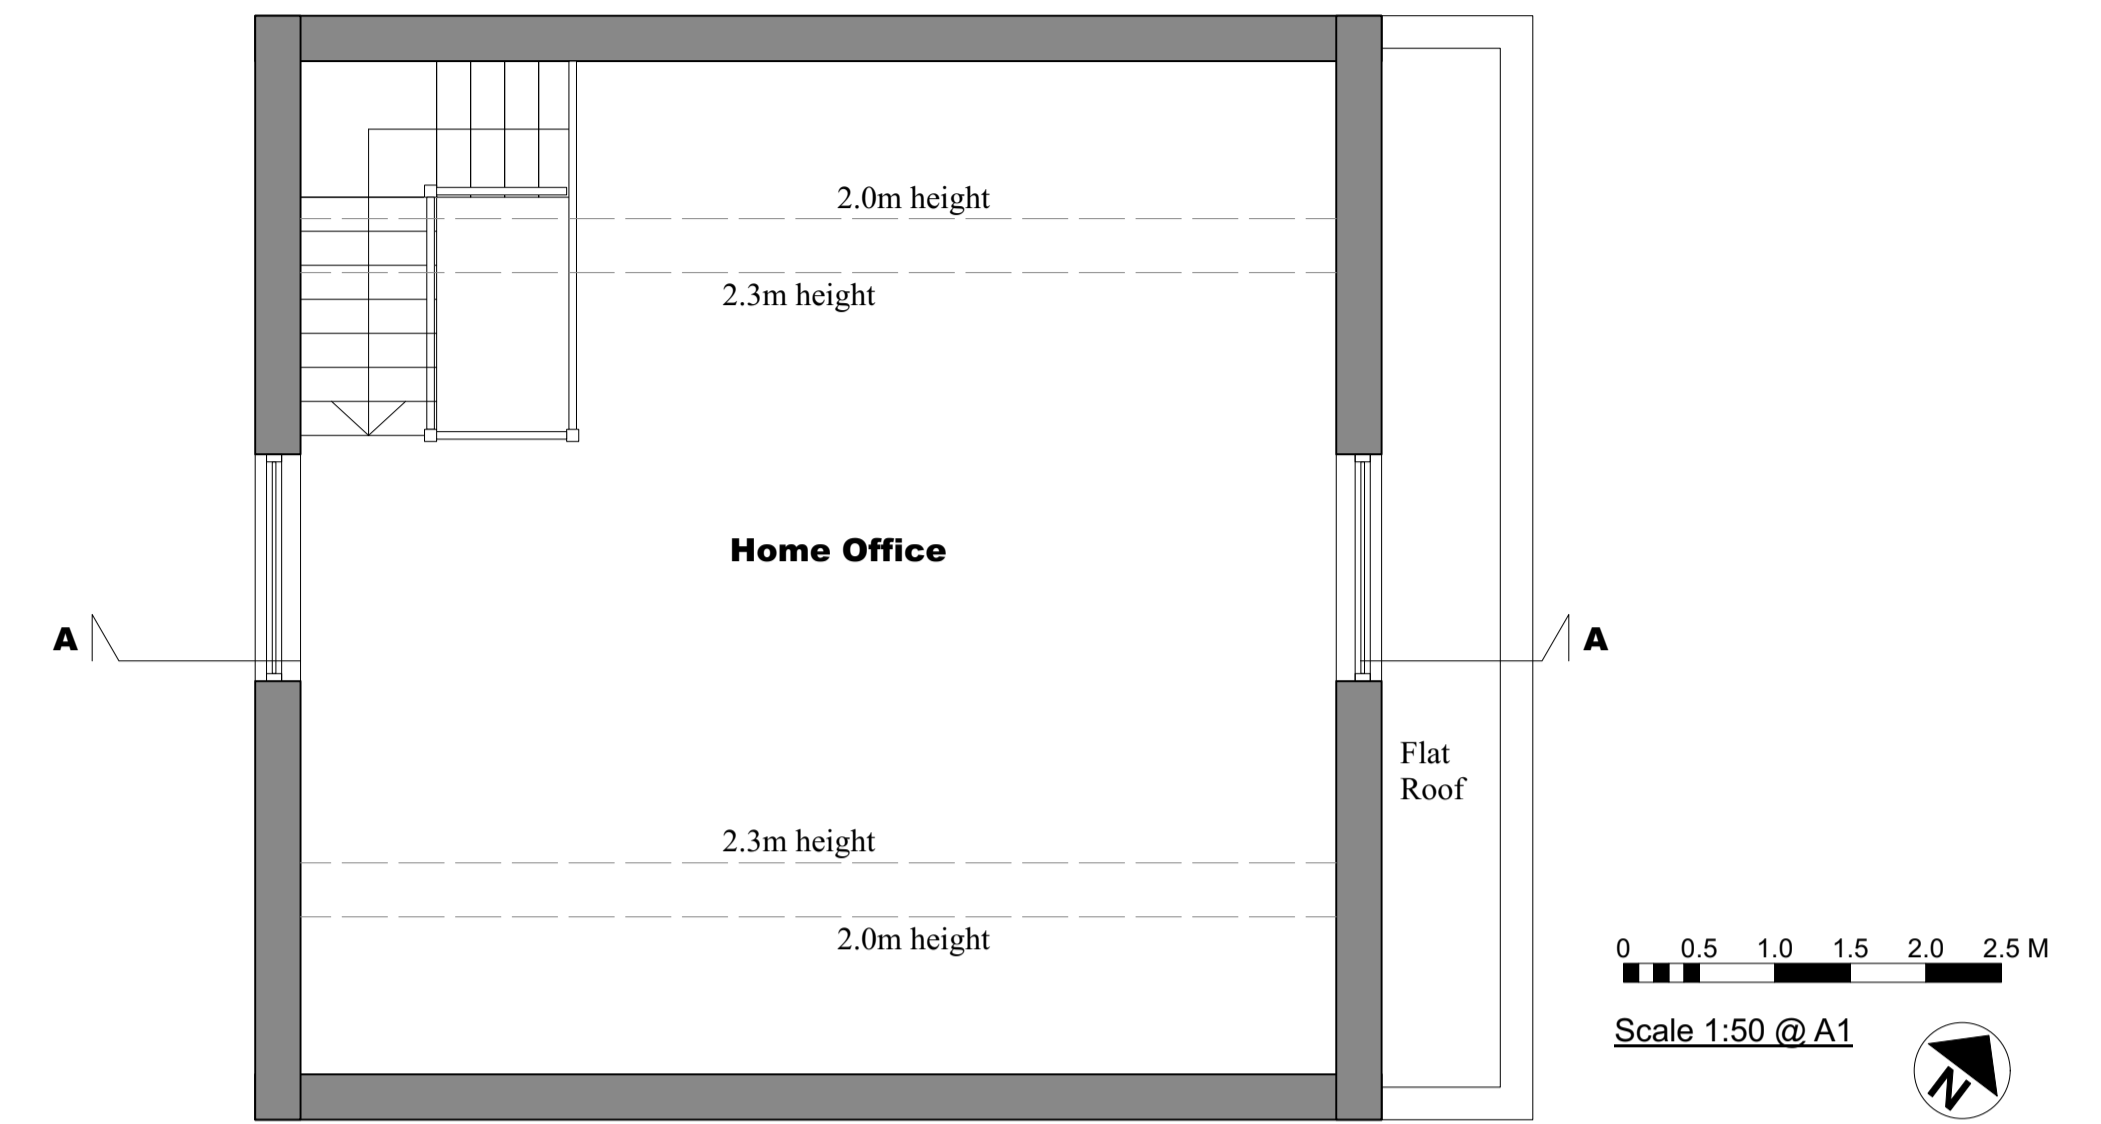 2.0m height
2.3m height
Home Office
A
A
Flat
Roof
2.3m height
2.0m height
0 0.5 1.0 1.5 2.0 2.5 M
Scale 1:50 @ A1
N